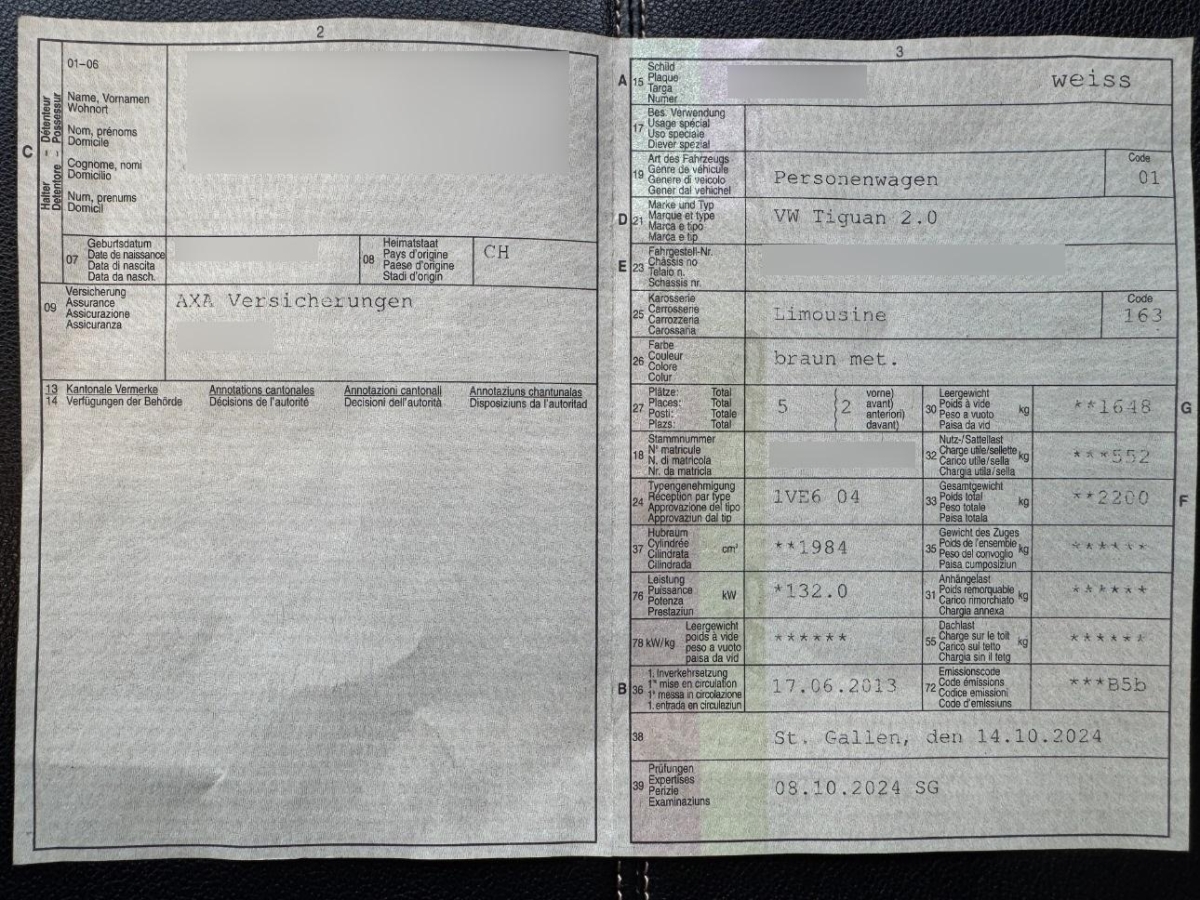 2
01-06
Name, Vornamen
Wohnort
Nom, prénoms
Domicile
Cognome, nomi
Domicilio
Num, prenums
Domicil
C
Halter - Détenteur
Detentore - Possessur
07
Geburtsdatum
Date de naissance
Data di nascita
Data da nasch.
08
Heimatstaat
Pays d'origine
Paese d'origine
Stadi d'origin
CH
09
Versicherung
Assurance
Assicurazione
Assicuranza
AXA Versicherungen
13 Kantonale Vermerke Annotations cantonales Annotazioni cantonali Annotaziuns chantunalas
14 Verfügungen der Behörde Décisions de l'autorité Decisioni dell'autorità Disposiziuns da l'autoritad
3
A 15
Schild
Plaque
Targa
Numer
weiss
17
Bes. Verwendung
Usage spécial
Uso speciale
Diever spezial
19
Art des Fahrzeugs
Genre de véhicule
Genere di veicolo
Gener dal vehichel
Personenwagen
Code
01
D 21
Marke und Typ
Marque et type
Marca e tipo
Marca e tip
VW Tiguan 2.0
E 23
Fahrgestell-Nr.
Châssis no
Telaio n.
Schassis nr.
25
Karosserie
Carrosserie
Carrozzeria
Carossaria
Limousine
Code
163
26
Farbe
Couleur
Colore
Colur
braun met.
27
Plätze: Total
Places: Total
Posti: Totale
Plazs: Total
5 { 2
vorne)
avant)
anteriori)
davant)
30
Leergewicht
Poids à vide
Peso a vuoto
Paisa da vid
kg
**1648
G
18
Stammnummer
N° matricule
N. di matricola
Nr. da matricla
32
Nutz-/Sattellast
Charge utile/sellette
Carico utile/sella
Chargia utila/sella
kg
***552
24
Typengenehmigung
Réception par type
Approvazione del tipo
Approvaziun dal tip
1VE6 04
33
Gesamtgewicht
Poids total
Peso totale
Paisa totala
kg
**2200
F
37
Hubraum
Cylindrée
Cilindrata
Cilindrada
cm³
**1984
35
Gewicht des Zuges
Poids de l'ensemble
Peso del convoglio
Paisa cumposiziun
kg
******
76
Leistung
Puissance
Potenza
Prestaziun
kW
*132.0
31
Anhängelast
Poids remorquable
Carico rimorchiato
Chargia annexa
kg
******
78 kW/kg
Leergewicht
poids à vide
peso a vuoto
paisa da vid
******
55
Dachlast
Charge sur le toit
Carico sul tetto
Chargia sin il tetg
kg
******
B 36
1. Inverkehrsetzung
1re mise en circulation
1a messa in circolazione
1. entrada en circulaziun
17.06.2013
72
Emissionscode
Code émissions
Codice emissioni
Code d'emissiuns
***B5b
38
St. Gallen, den 14.10.2024
39
Prüfungen
Expertises
Perizie
Examinaziuns
08.10.2024 SG